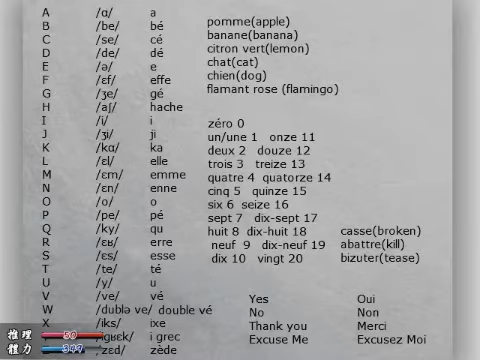 A /ɑ/ a
B /be/ bé
C /se/ cé
D /de/ dé
E /ə/ e
F /ɛf/ effe
G /ʒe/ gé
H /aʃ/ hache
I /i/ i
J /ʒi/ ji
K /kɑ/ ka
L /ɛl/ elle
M /ɛm/ emme
N /ɛn/ enne
O /o/ o
P /pe/ pé
Q /ky/ qu
R /ɛʁ/ erre
S /ɛs/ esse
T /te/ té
U /y/ u
V /ve/ vé
W /dublə ve/ double vé
X /iks/ ixe
/igʁɛk/ i grec
/zɛd/ zède
pomme(apple)
banane(banana)
citron vert(lemon)
chat(cat)
chien(dog)
flamant rose (flamingo)
zéro 0
un/une 1 onze 11
deux 2 douze 12
trois 3 treize 13
quatre 4 quatorze 14
cinq 5 quinze 15
six 6 seize 16
sept 7 dix-sept 17
huit 8 dix-huit 18
neuf 9 dix-neuf 19
dix 10 vingt 20
casse(broken)
abattre(kill)
bizuter(tease)
Yes Oui
No Non
Thank you Merci
Excuse Me Excusez Moi
推理 50
體力 347